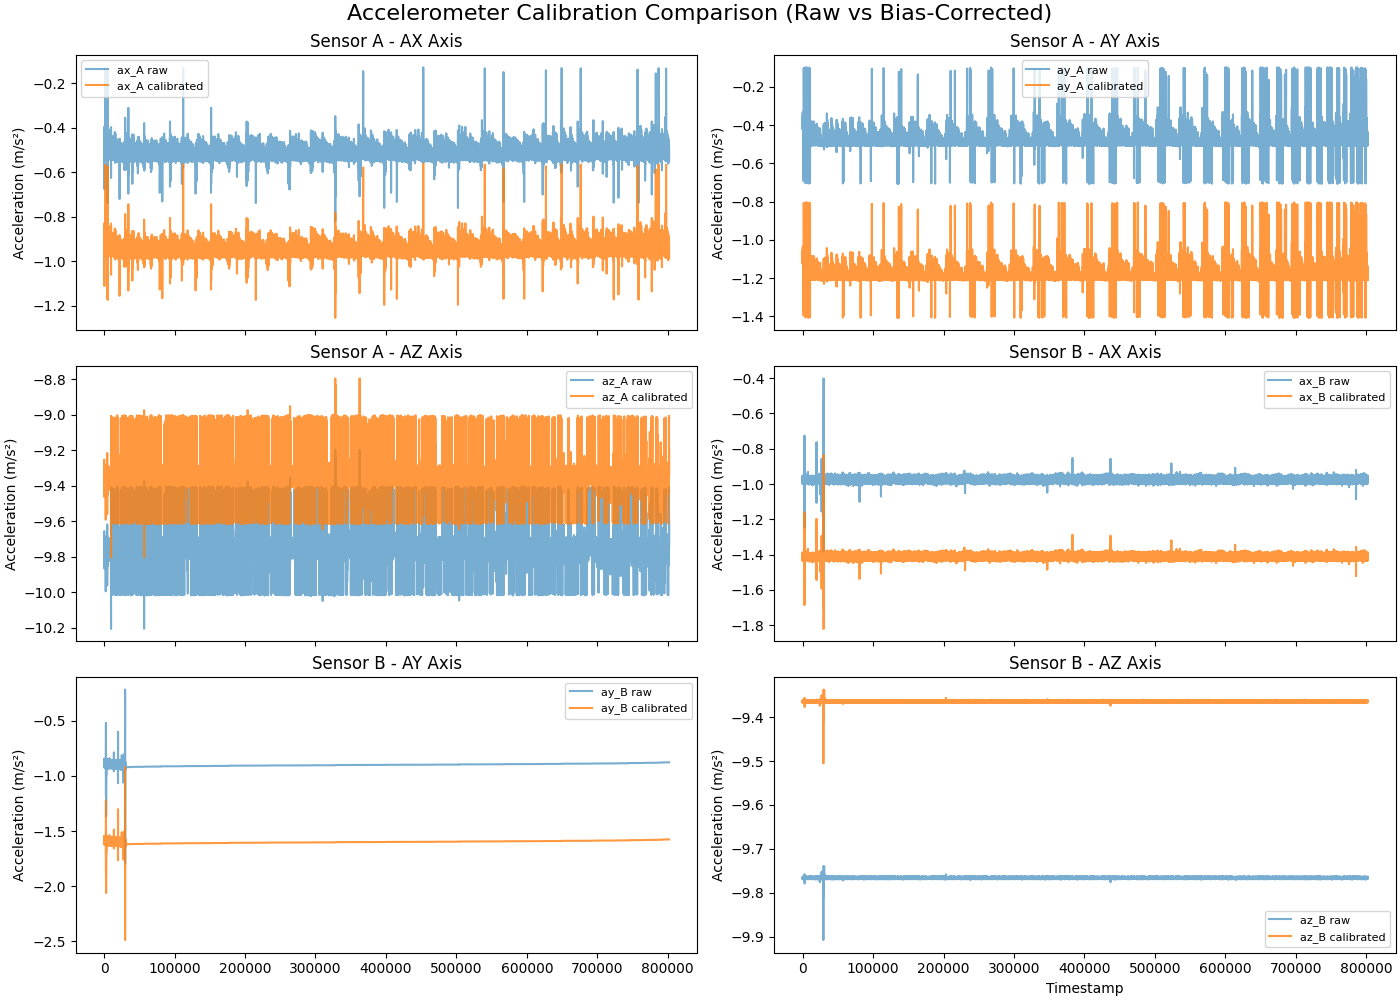 Accelerometer Calibration Comparison (Raw vs Bias-Corrected)
Sensor A - AX Axis
ax_A raw
ax_A calibrated
Acceleration (m/s²)
−0.2
−0.4
−0.6
−0.8
−1.0
−1.2
Sensor A - AY Axis
ay_A raw
ay_A calibrated
Acceleration (m/s²)
−0.2
−0.4
−0.6
−0.8
−1.0
−1.2
−1.4
Sensor A - AZ Axis
az_A raw
az_A calibrated
Acceleration (m/s²)
−8.8
−9.0
−9.2
−9.4
−9.6
−9.8
−10.0
−10.2
Sensor B - AX Axis
ax_B raw
ax_B calibrated
Acceleration (m/s²)
−0.4
−0.6
−0.8
−1.0
−1.2
−1.4
−1.6
−1.8
Sensor B - AY Axis
ay_B raw
ay_B calibrated
Acceleration (m/s²)
−0.5
−1.0
−1.5
−2.0
−2.5
0 100000 200000 300000 400000 500000 600000 700000 800000
Sensor B - AZ Axis
az_B raw
az_B calibrated
Acceleration (m/s²)
−9.4
−9.5
−9.6
−9.7
−9.8
−9.9
0 100000 200000 300000 400000 500000 600000 700000 800000
Timestamp